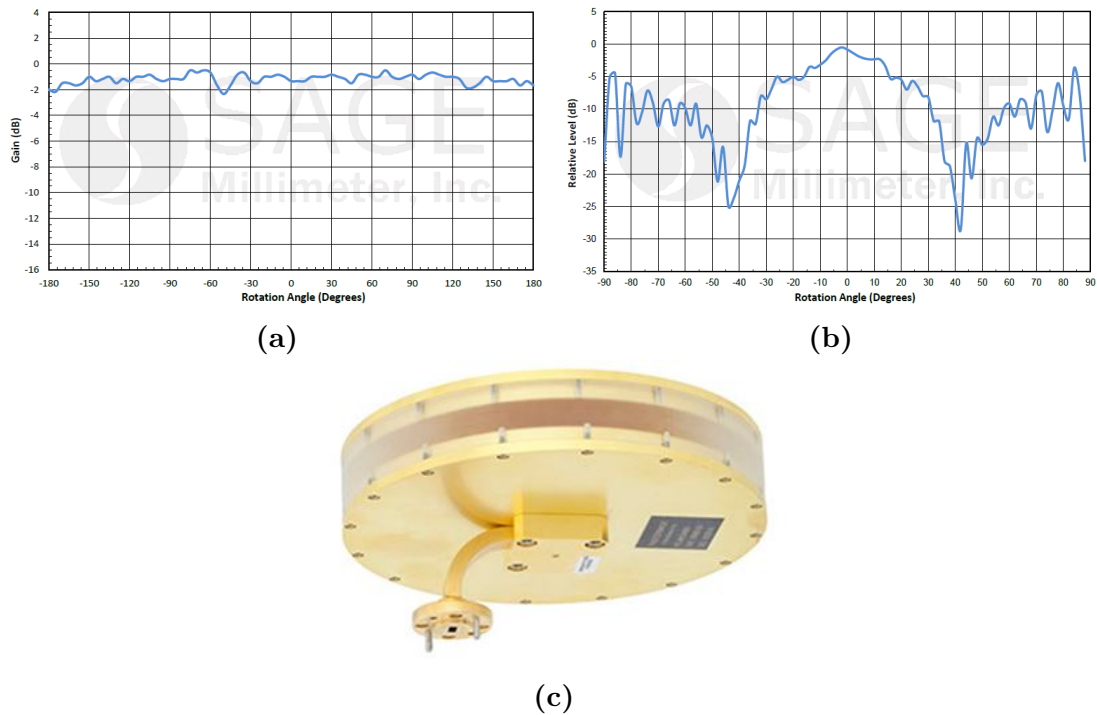 4
2
0
-2
-4
-6
-8
-10
-12
-14
-16
Gain (dB)
SAGE
Millimeter, Inc.
-180 -150 -120 -90 -60 -30 0 30 60 90 120 150 180
Rotation Angle (Degrees)
(a)
5
0
-5
-10
-15
-20
-25
-30
-35
Relative Level (dB)
SAGE
Millimeter, Inc.
-90 -80 -70 -60 -50 -40 -30 -20 -10 0 10 20 30 40 50 60 70 80 90
Rotation Angle (Degrees)
(b)
(c)